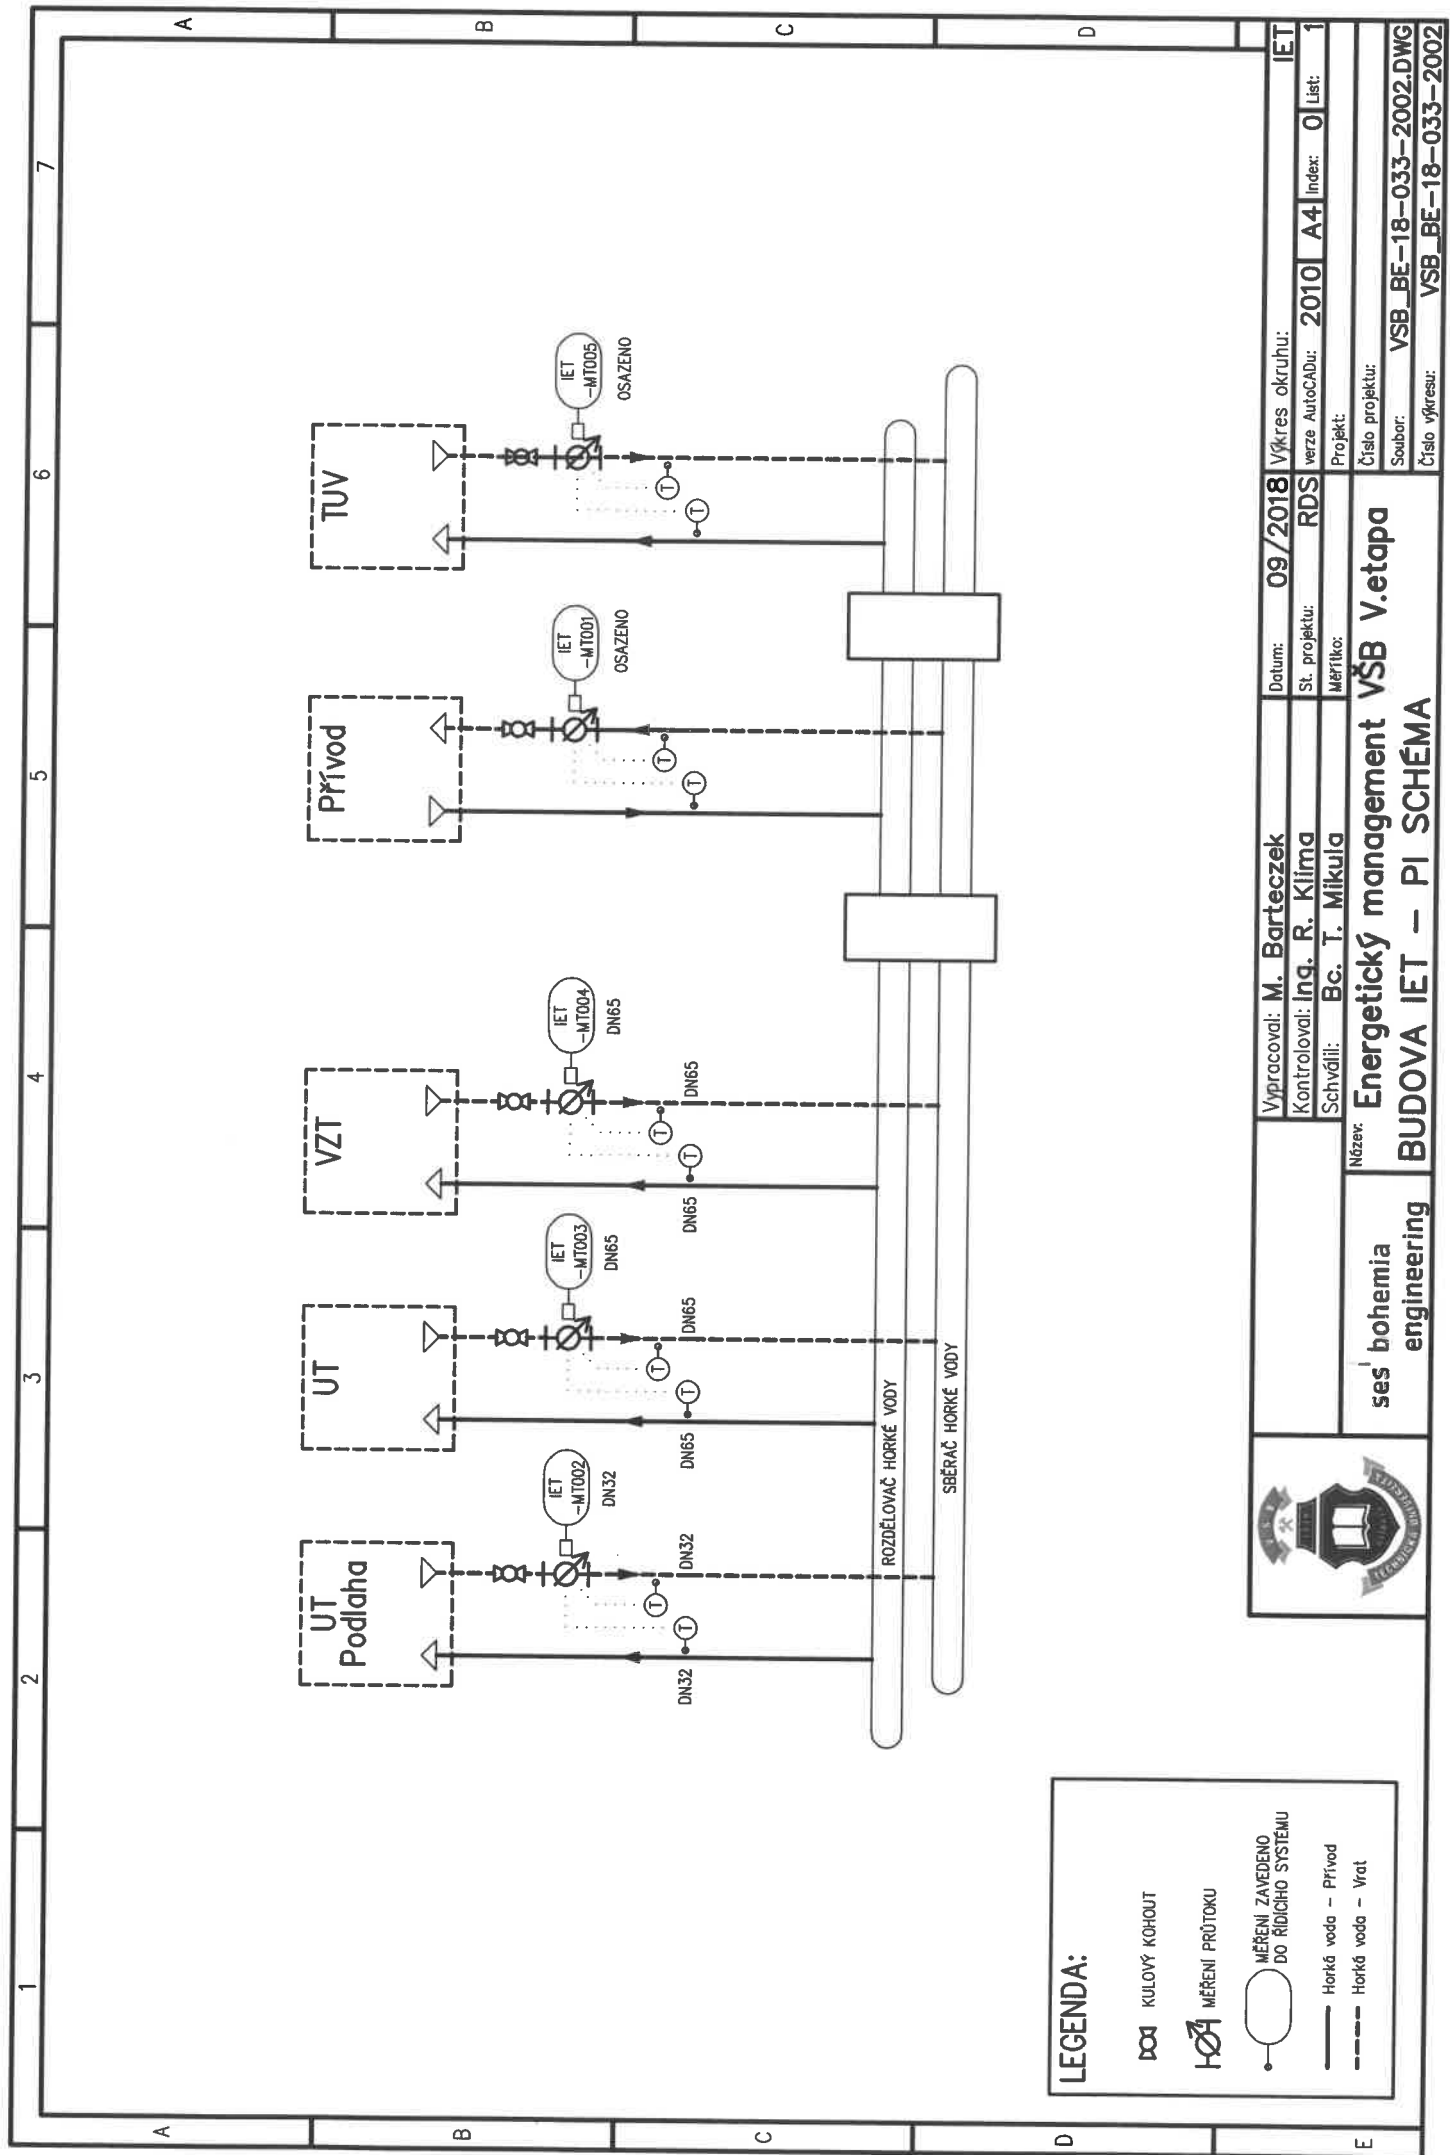 1 2 3 4 5 6 7
A
B
C
D
E
A
B
C
D
UT
Podlaha
IET
-MT002
DN32
DN32
DN32
UT
IET
-MT003
DN65
DN65
DN65
VZT
IET
-MT004
DN65
DN65
DN65
Přívod
IET
-MT001
OSAZENO
TUV
IET
-MT005
OSAZENO
T T
T T
T T
T T
T T
ROZDĚLOVAČ HORKÉ VODY
SBĚRAČ HORKÉ VODY
LEGENDA:
KULOVÝ KOHOUT
MĚŘENÍ PRŮTOKU
MĚŘENÍ ZAVEDENO
DO ŘÍDICÍHO SYSTÉMU
Horká voda - Přívod
Horká voda - Vrat
ses bohemia
engineering
Vypracoval: M. Barteczek
Kontroloval: Ing. R. Klima
Schválil: Bc. T. Mikula
Datum: 09/2018
St. projektu: RDS
Měřítko:
Výkres okruhu: IET
verze AutoCADu: 2010 A4 Index: 0 List: 1
Projekt:
Číslo projektu:
Soubor: VSB_BE-18-033-2002.DWG
Číslo výkresu: VSB_BE-18-033-2002
Název: Energetický management VŠB V.etapa
BUDOVA IET - PI SCHÉMA